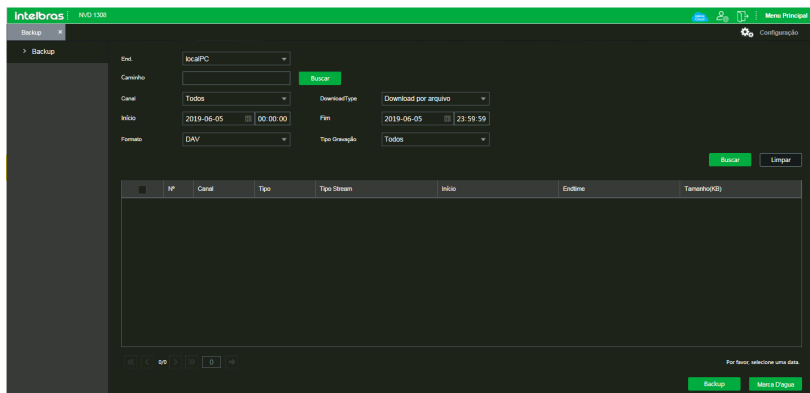 intelbras NVD 1308 Menu Principal
Backup × Configuração
> Backup
End. localPC
Caminho Buscar
Canal Todos DownloadType Download por arquivo
Início 2019-06-05 00:00:00 Fim 2019-06-05 23:59:59
Formato DAV Tipo Gravação Todos
Buscar Limpar
Nº Canal Tipo Tipo Stream Início Endtime Tamanho(KB)
0/0 0
Por favor, selecione uma data.
Backup Marca D'agua